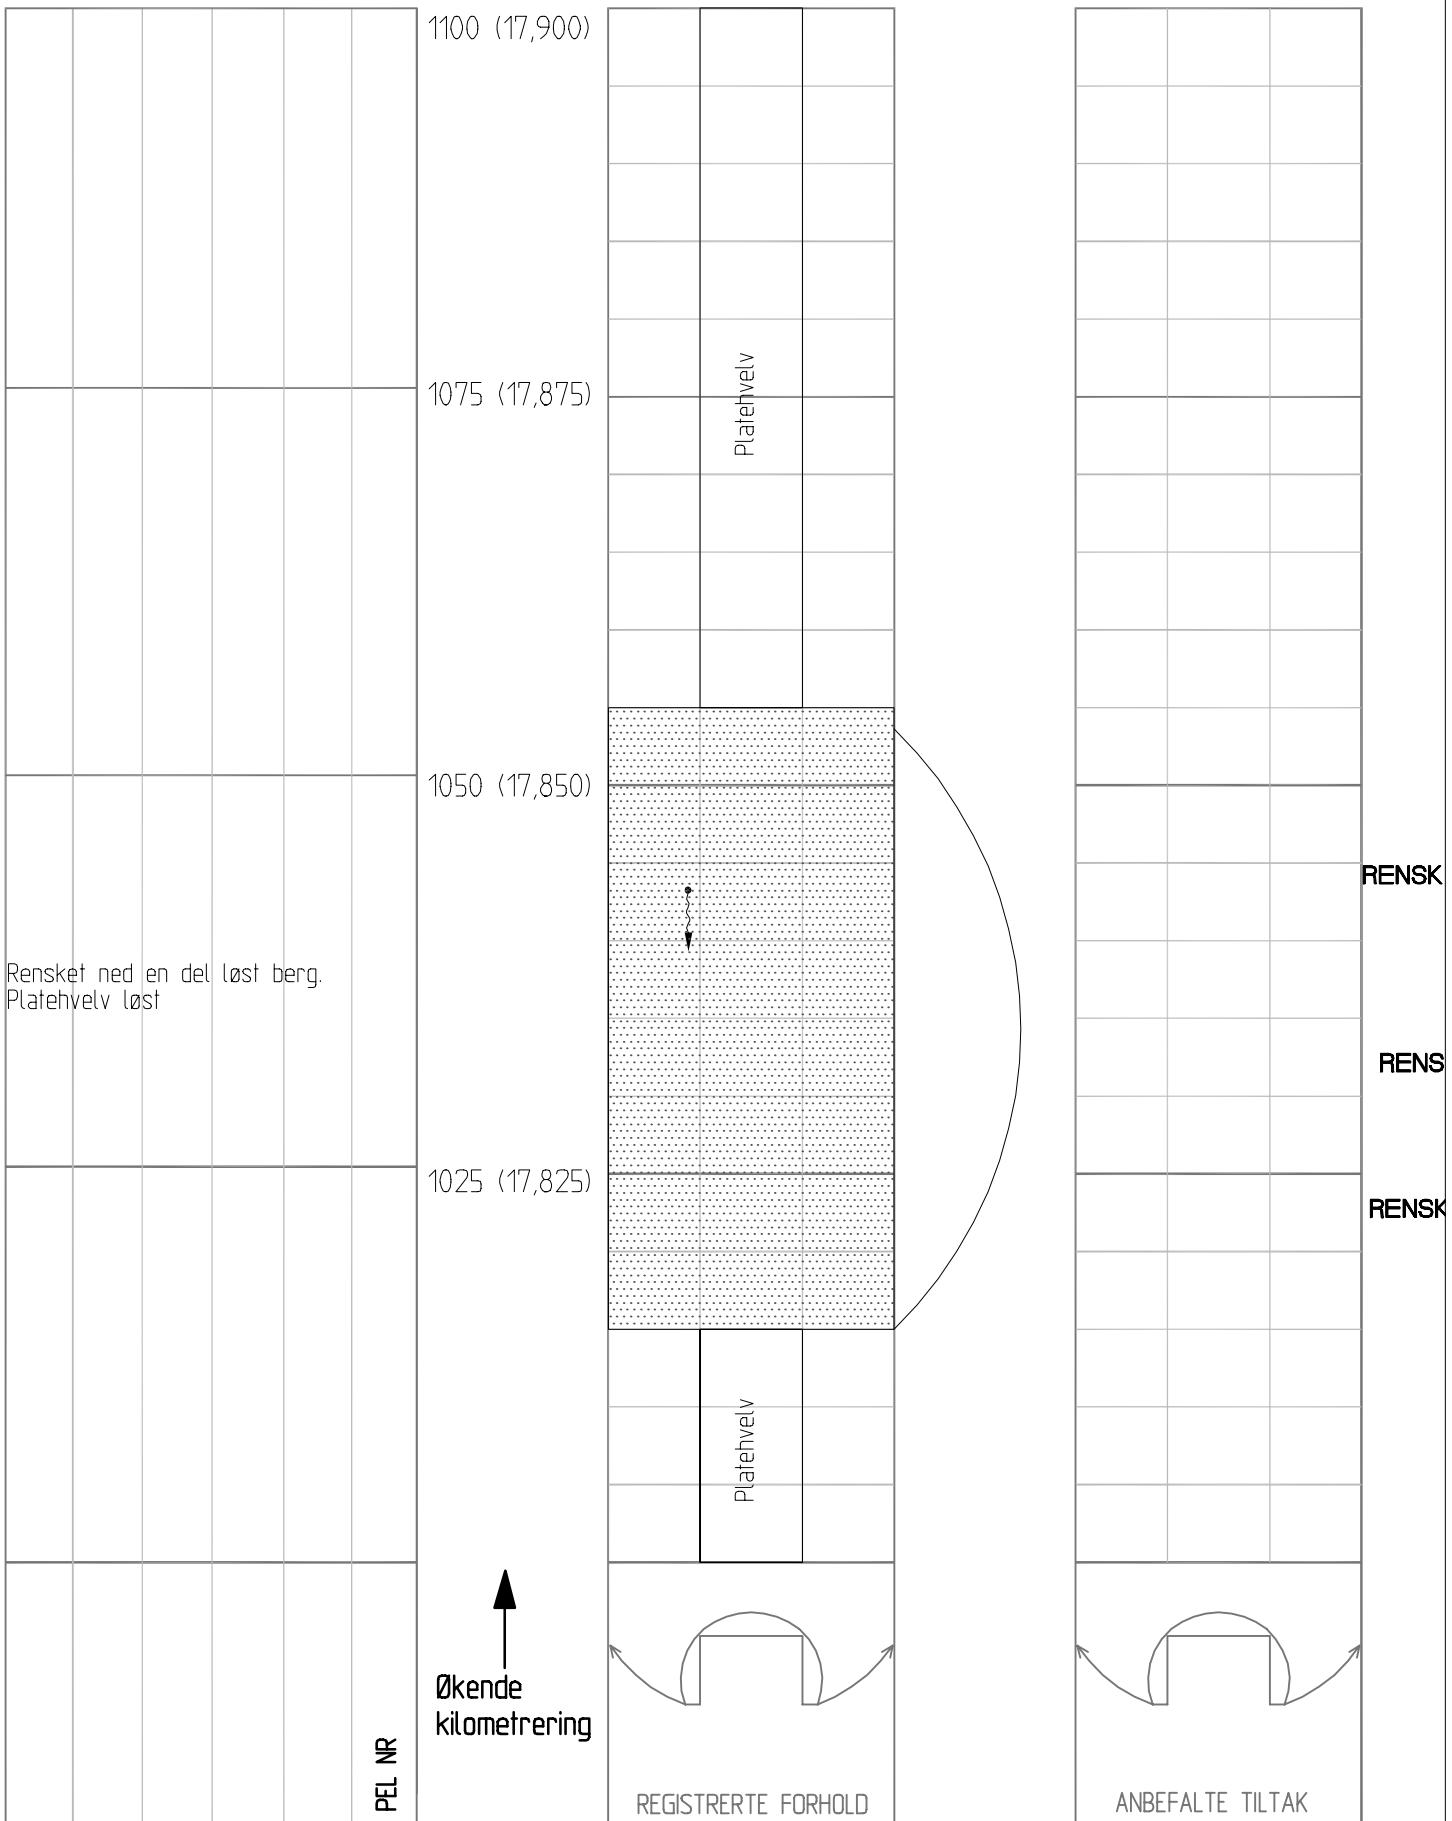 1100 (17,900)
Platehvelv
1075 (17,875)
1050 (17,850)
RENSK
Rensket ned en del løst berg.
Platehvelv løst
RENS
1025 (17,825)
RENSK
Platehvelv
Økende
kilometrering
PEL NR
REGISTRERTE FORHOLD
ANBEFALTE TILTAK